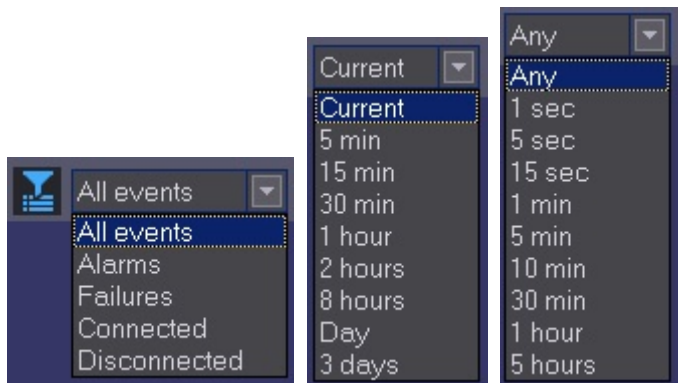 All events
All events
Alarms
Failures
Connected
Disconnected
Current
Current
5 min
15 min
30 min
1 hour
2 hours
8 hours
Day
3 days
Any
Any
1 sec
5 sec
15 sec
1 min
5 min
10 min
30 min
1 hour
5 hours